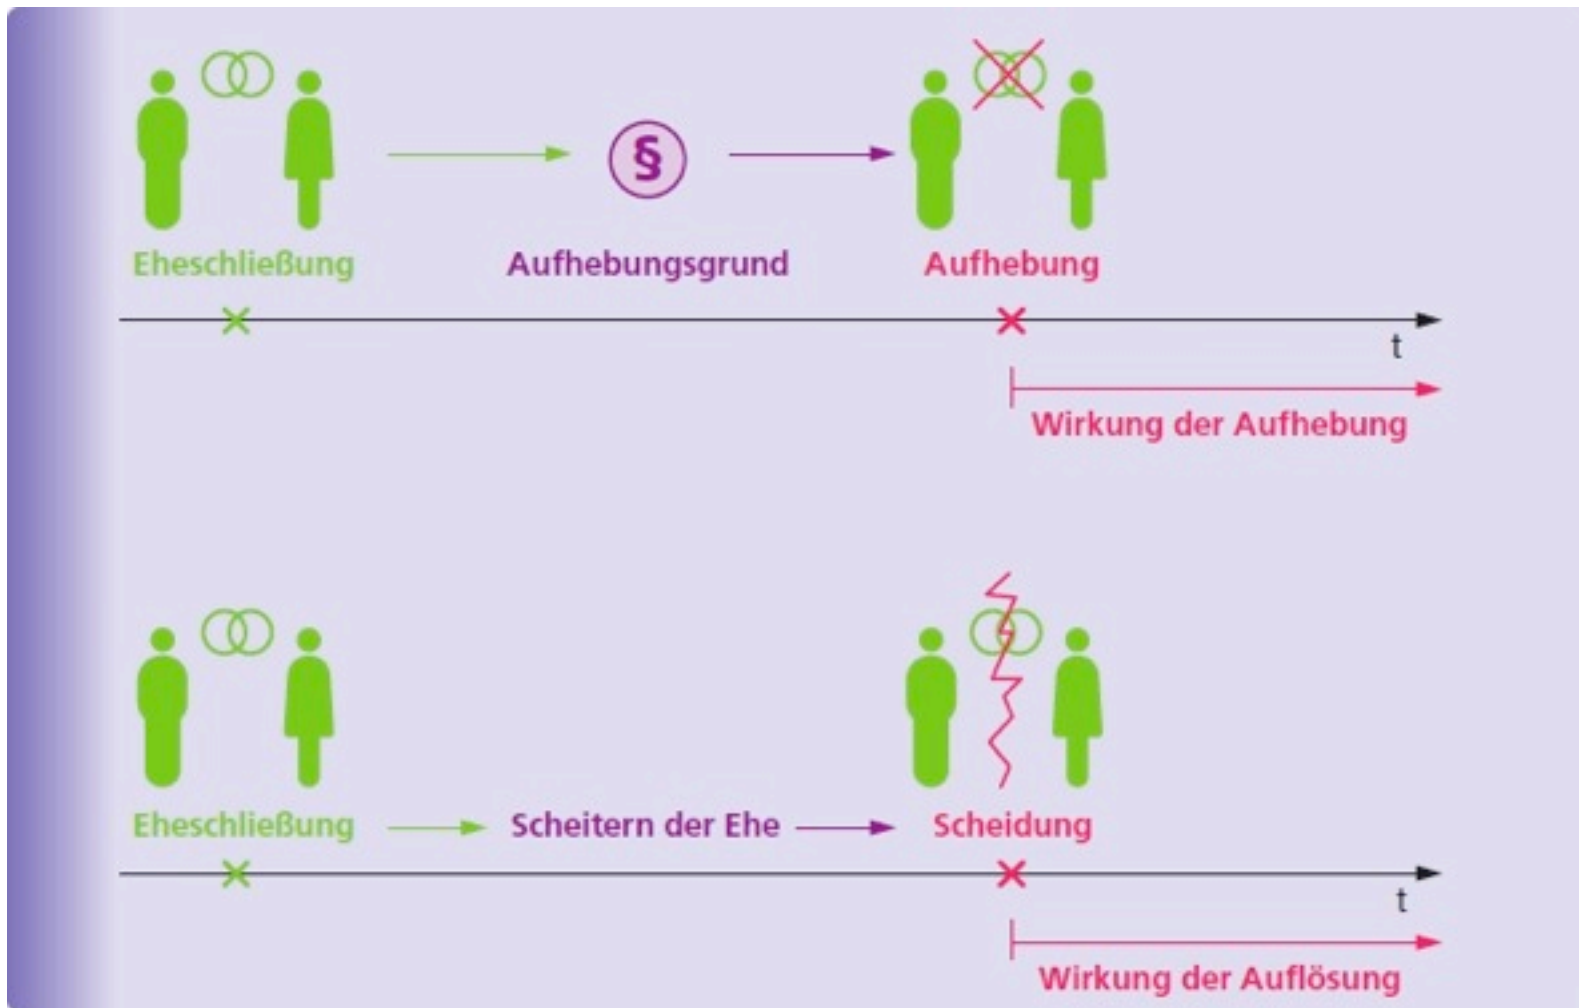 §
Eheschließung Aufhebungsgrund Aufhebung
t
Wirkung der Aufhebung
Eheschließung Scheitern der Ehe Scheidung
t
Wirkung der Auflösung